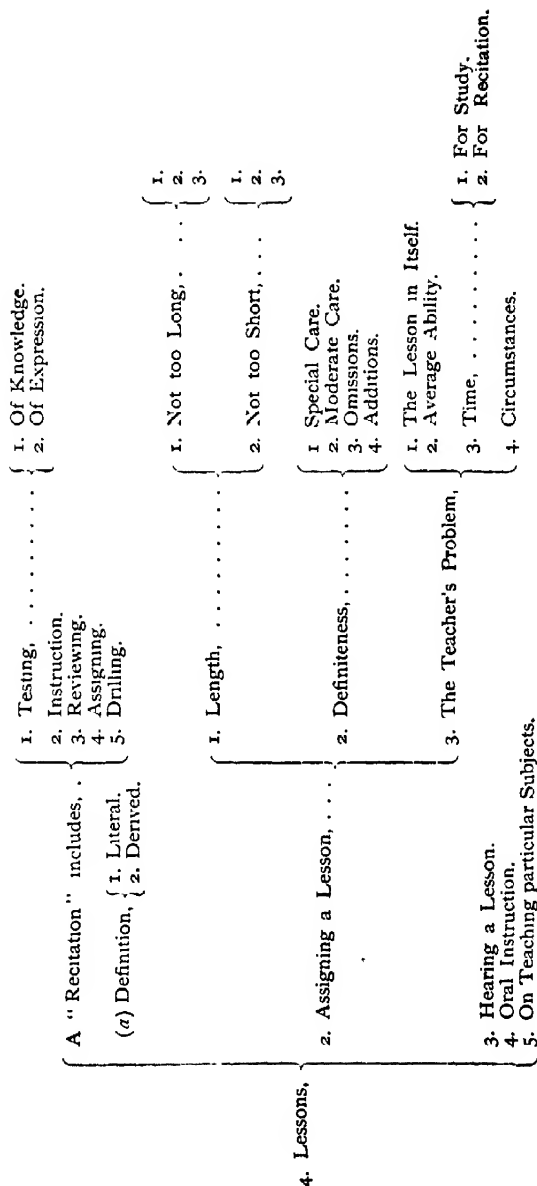 4. Lessons,
A "Recitation" includes, .
1. Testing, . . . . . . . . . .
1. Of Knowledge.
2. Of Expression.
2. Instruction.
3. Reviewing.
4. Assigning.
5. Drilling.
(a) Definition,
1. Literal.
2. Derived.
2. Assigning a Lesson, . . .
1. Length, . . . . . . . .
1. Not too Long, . . .
1.
2.
3.
2. Not too Short, . . .
1.
2.
3.
2. Definiteness, . . . . . .
1 Special Care.
2. Moderate Care.
3. Omissions.
4. Additions.
3. The Teacher's Problem,
1. The Lesson in Itself.
2. Average Ability.
3. Time, . . . . . . . . . .
1. For Study.
2. For Recitation.
4. Circumstances.
3. Hearing a Lesson.
4. Oral Instruction.
5. On Teaching particular Subjects.